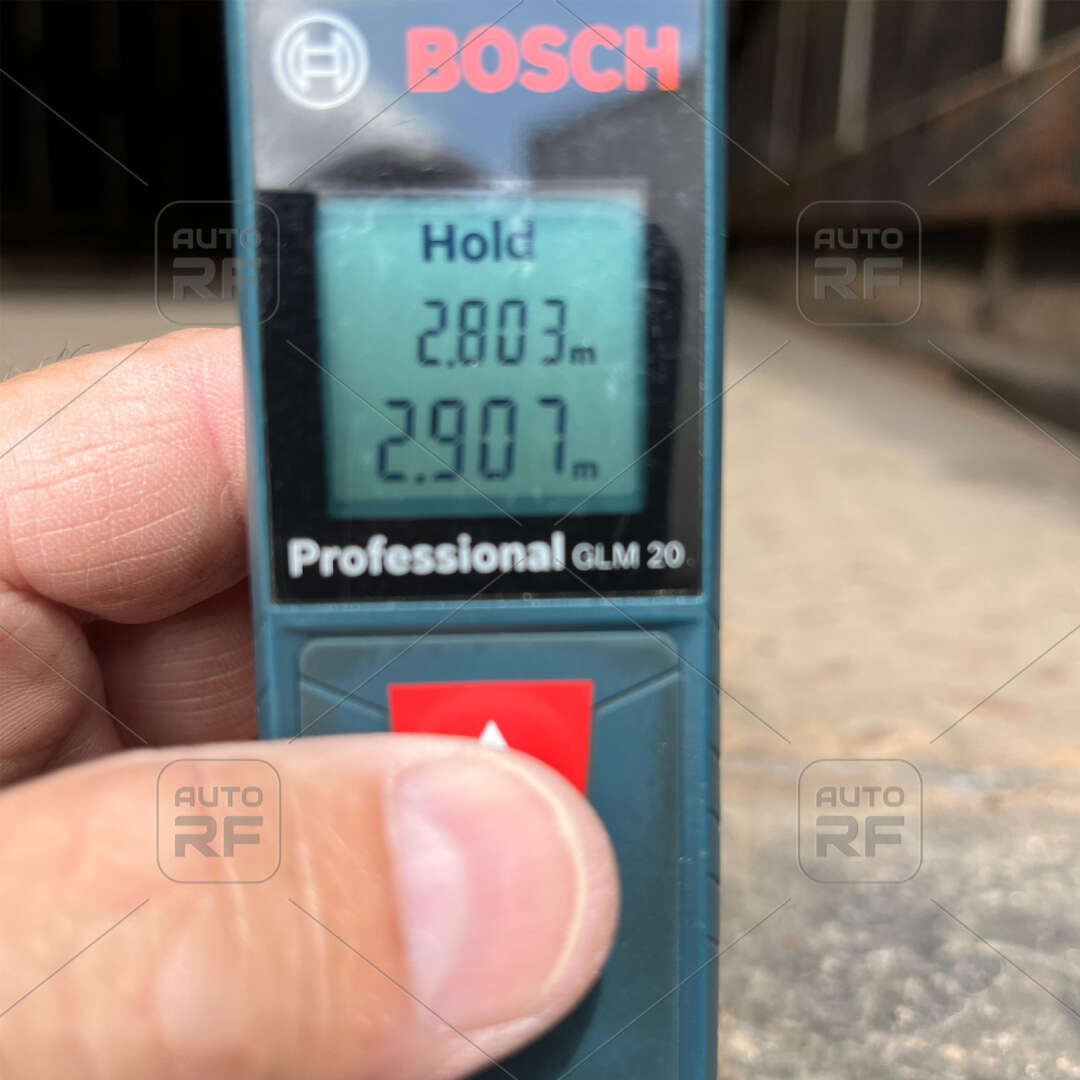 BOSCH
Hold
2.803m
2.907m
Professional GLM 20
AUTO
RF
AUTO
RF
AUTO
RF
AUTO
RF